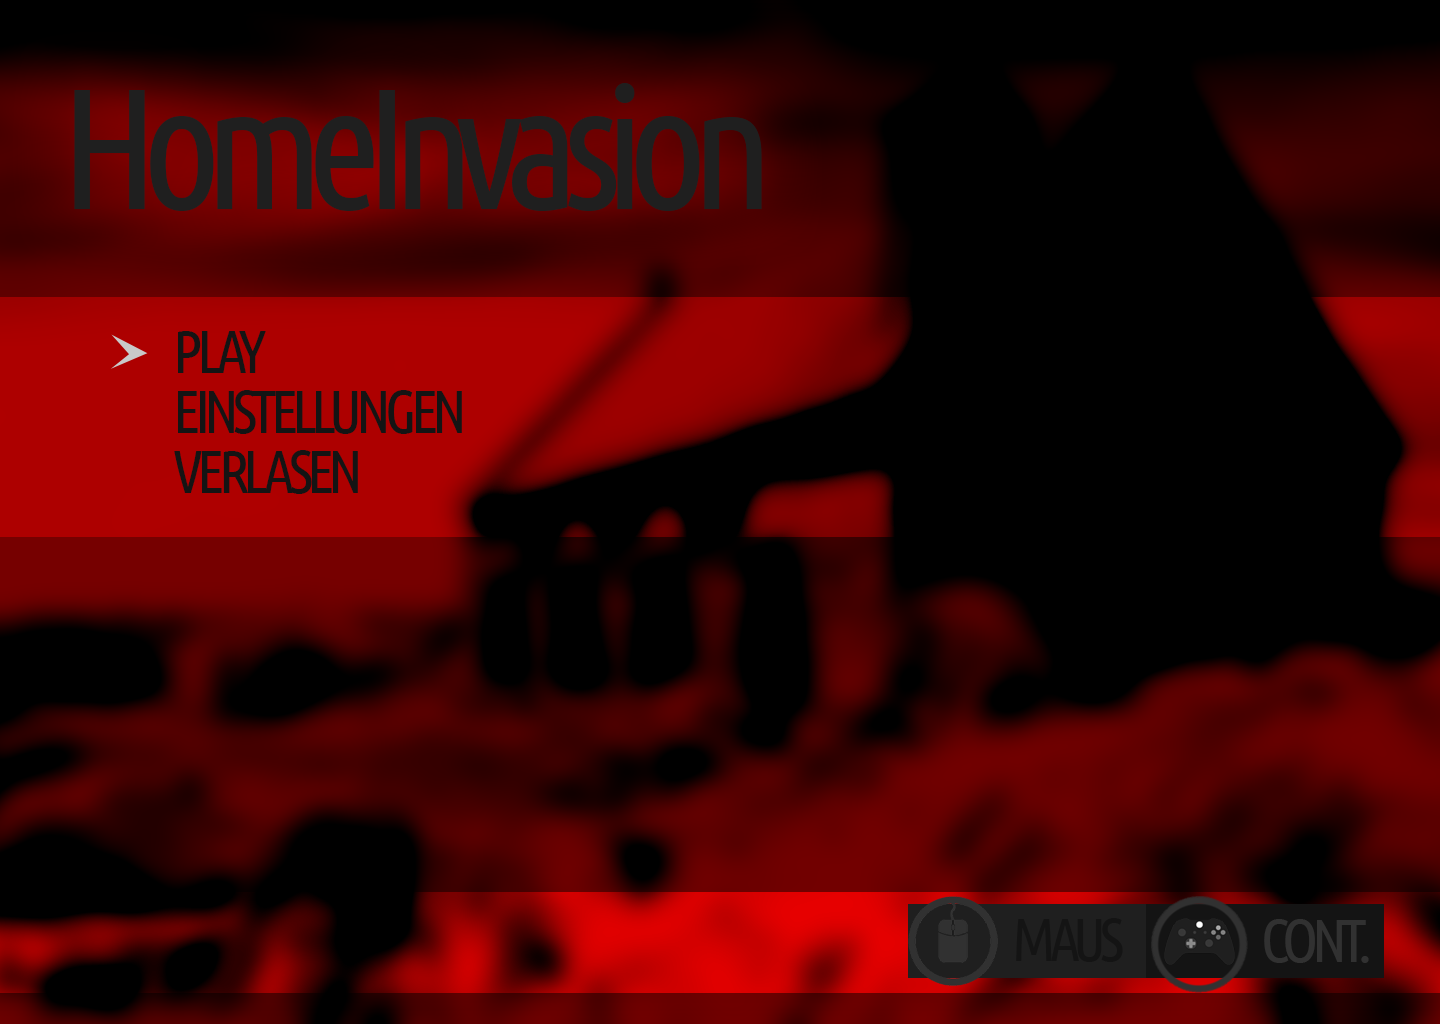 HomeInvasion
PLAY
EINSTELLUNGEN
VERLASEN
MAUS CONT.